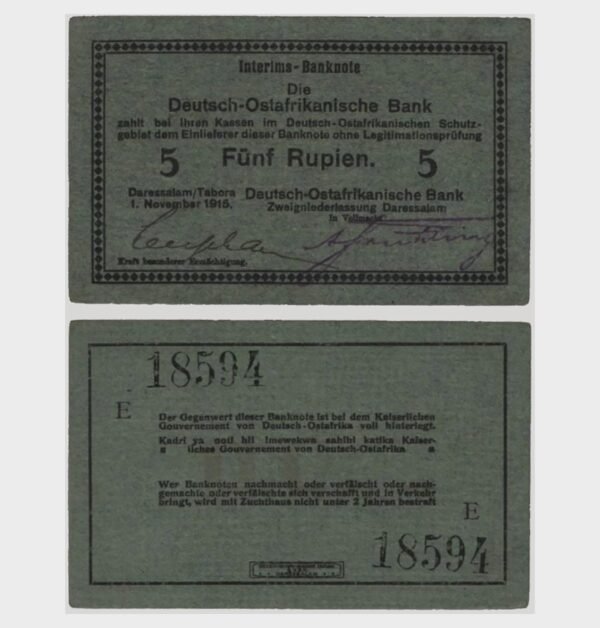 Interims-Banknote
Die
Deutsch-Ostafrikanische Bank
zahlt bei ihren Kassen im Deutsch-Ostafrikanischen Schutz-
gebiet dem Einlieferer dieser Banknote ohne Legitimationsprüfung
5 Fünf Rupien. 5
Daressalam/Tabora
1. November 1915.
Deutsch-Ostafrikanische Bank
Zweigniederlassung Daressalam
in Vollmacht
Kraft besonderer Ermächtigung.
18594
E
Der Gegenwert dieser Banknote ist bei dem Kaiserlichen
Gouvernement von Deutsch-Ostafrika voll hinterlegt.
Kadri ya noti hii imewekwa sahihi katika Kaiser-
liches Gouvernement von Deutsch-Ostafrika
Wer Banknoten nachmacht oder verfälscht oder nach-
gemachte oder verfälschte sich verschafft und in Verkehr
bringt, wird mit Zuchthaus nicht unter 2 Jahren bestraft
E
18594